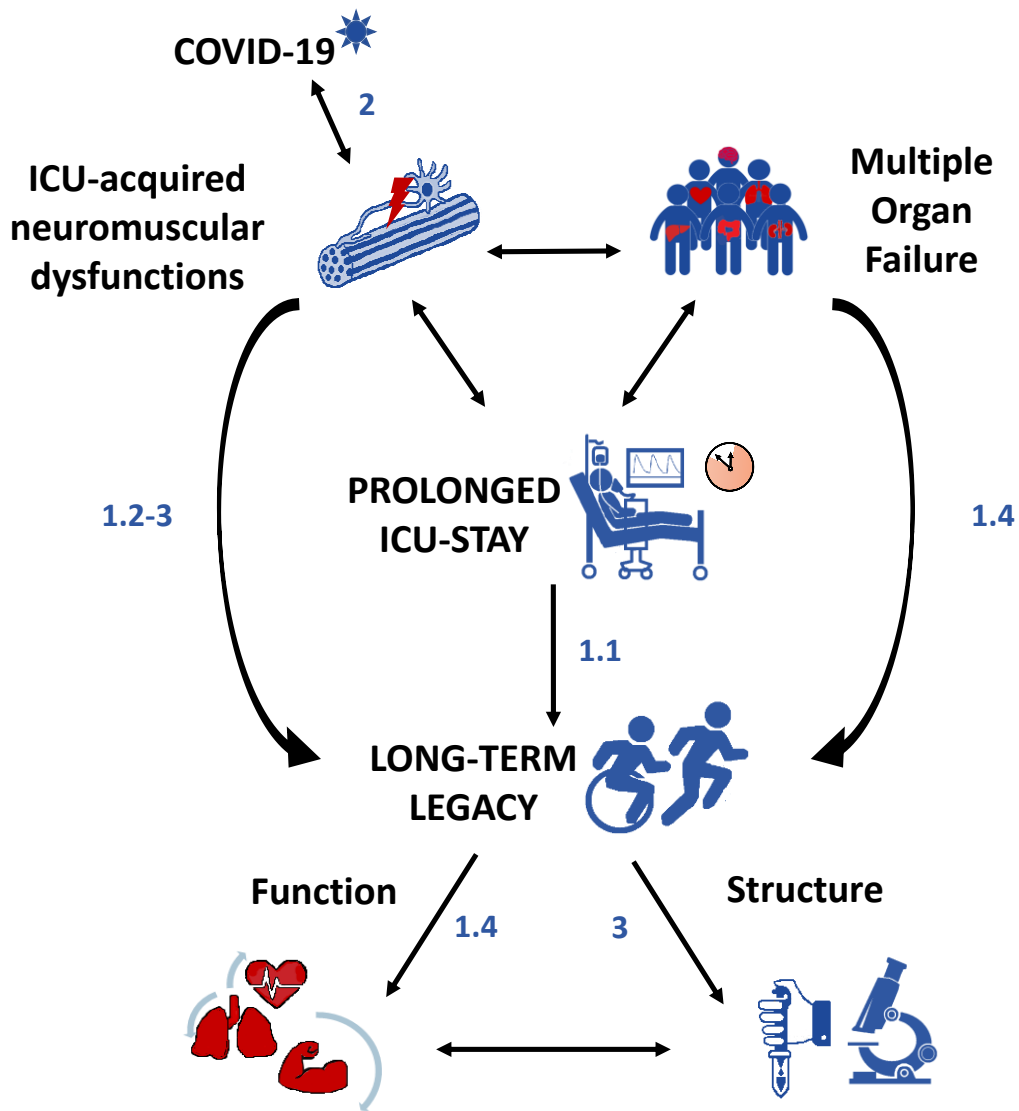 COVID-19
2
ICU-acquired
neuromuscular
dysfunctions
Multiple
Organ
Failure
PROLONGED
ICU-STAY
1.2-3
1.4
1.1
LONG-TERM
LEGACY
Function
Structure
1.4
3